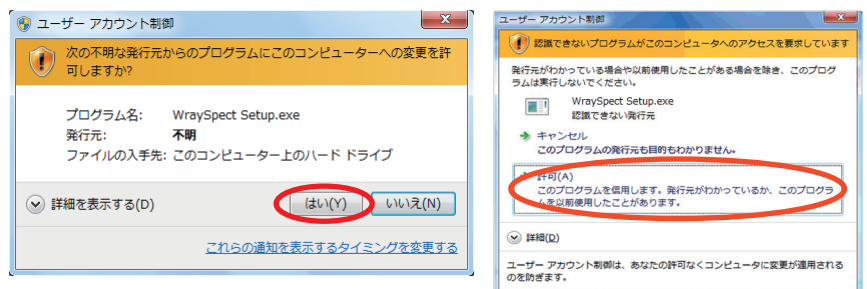 ユーザー アカウント制御
次の不明な発行元からのプログラムにこのコンピューターへの変更を許
可しますか?
プログラム名: WraySpect Setup.exe
発行元: 不明
ファイルの入手先: このコンピューター上のハード ドライブ
詳細を表示する(D)
はい(Y)
いいえ(N)
これらの通知を表示するタイミングを変更する
ユーザー アカウント制御
認識できないプログラムがこのコンピュータへのアクセスを要求しています
発行元がわかっている場合や以前使用したことがある場合を除き、このプログ
ラムは実行しないでください。
WraySpect Setup.exe
認識できない発行元
キャンセル
このプログラムの発行元も目的もわかりません。
許可(A)
このプログラムを信用します。発行元がわかっているか、このプログラ
ムを以前使用したことがあります。
詳細(D)
ユーザー アカウント制御は、あなたの許可なくコンピュータに変更が適用される
のを防ぎます。